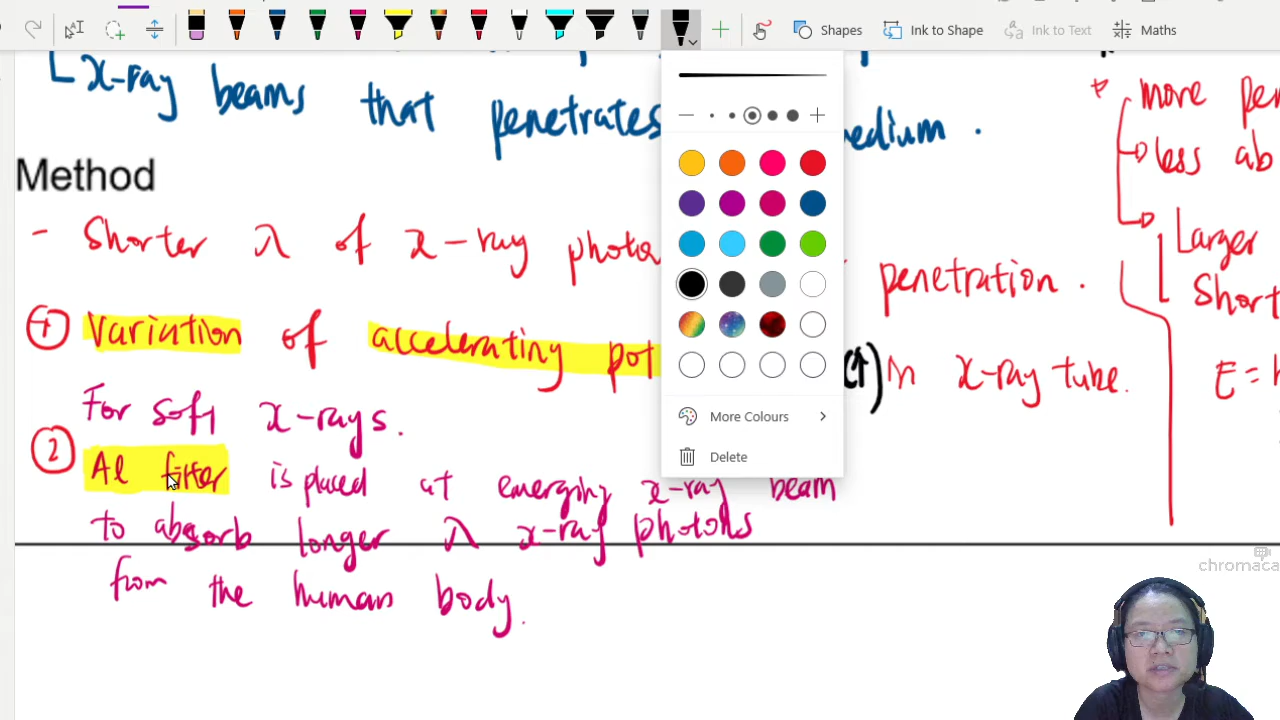 Shapes Ink to Shape Ink to Text Maths
x-ray beams that penetrates medium.
Method
- Shorter λ of x-ray photo penetration.
① Variation of accelerating pot (↑) in x-ray tube.
For soft x-rays.
② Al filter is placed at emerging x-ray beam
to absorb longer λ x-ray photons
from the human body.
* more pen
less ab
Larger
Short
E = h
More Colours
Delete
chromaca